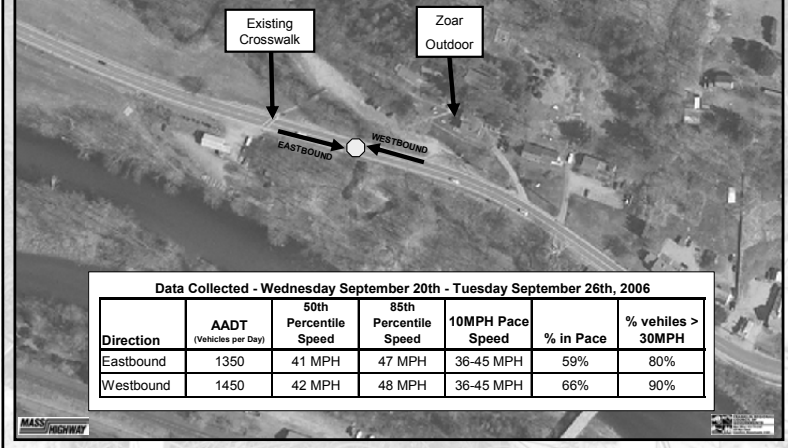 Existing
Crosswalk
Zoar
Outdoor
EASTBOUND
WESTBOUND
Data Collected - Wednesday September 20th - Tuesday September 26th, 2006
Direction AADT (Vehicles per Day) 50th Percentile Speed 85th Percentile Speed 10MPH Pace Speed % in Pace % vehiles > 30MPH
Eastbound 1350 41 MPH 47 MPH 36-45 MPH 59% 80%
Westbound 1450 42 MPH 48 MPH 36-45 MPH 66% 90%
MASS HIGHWAY